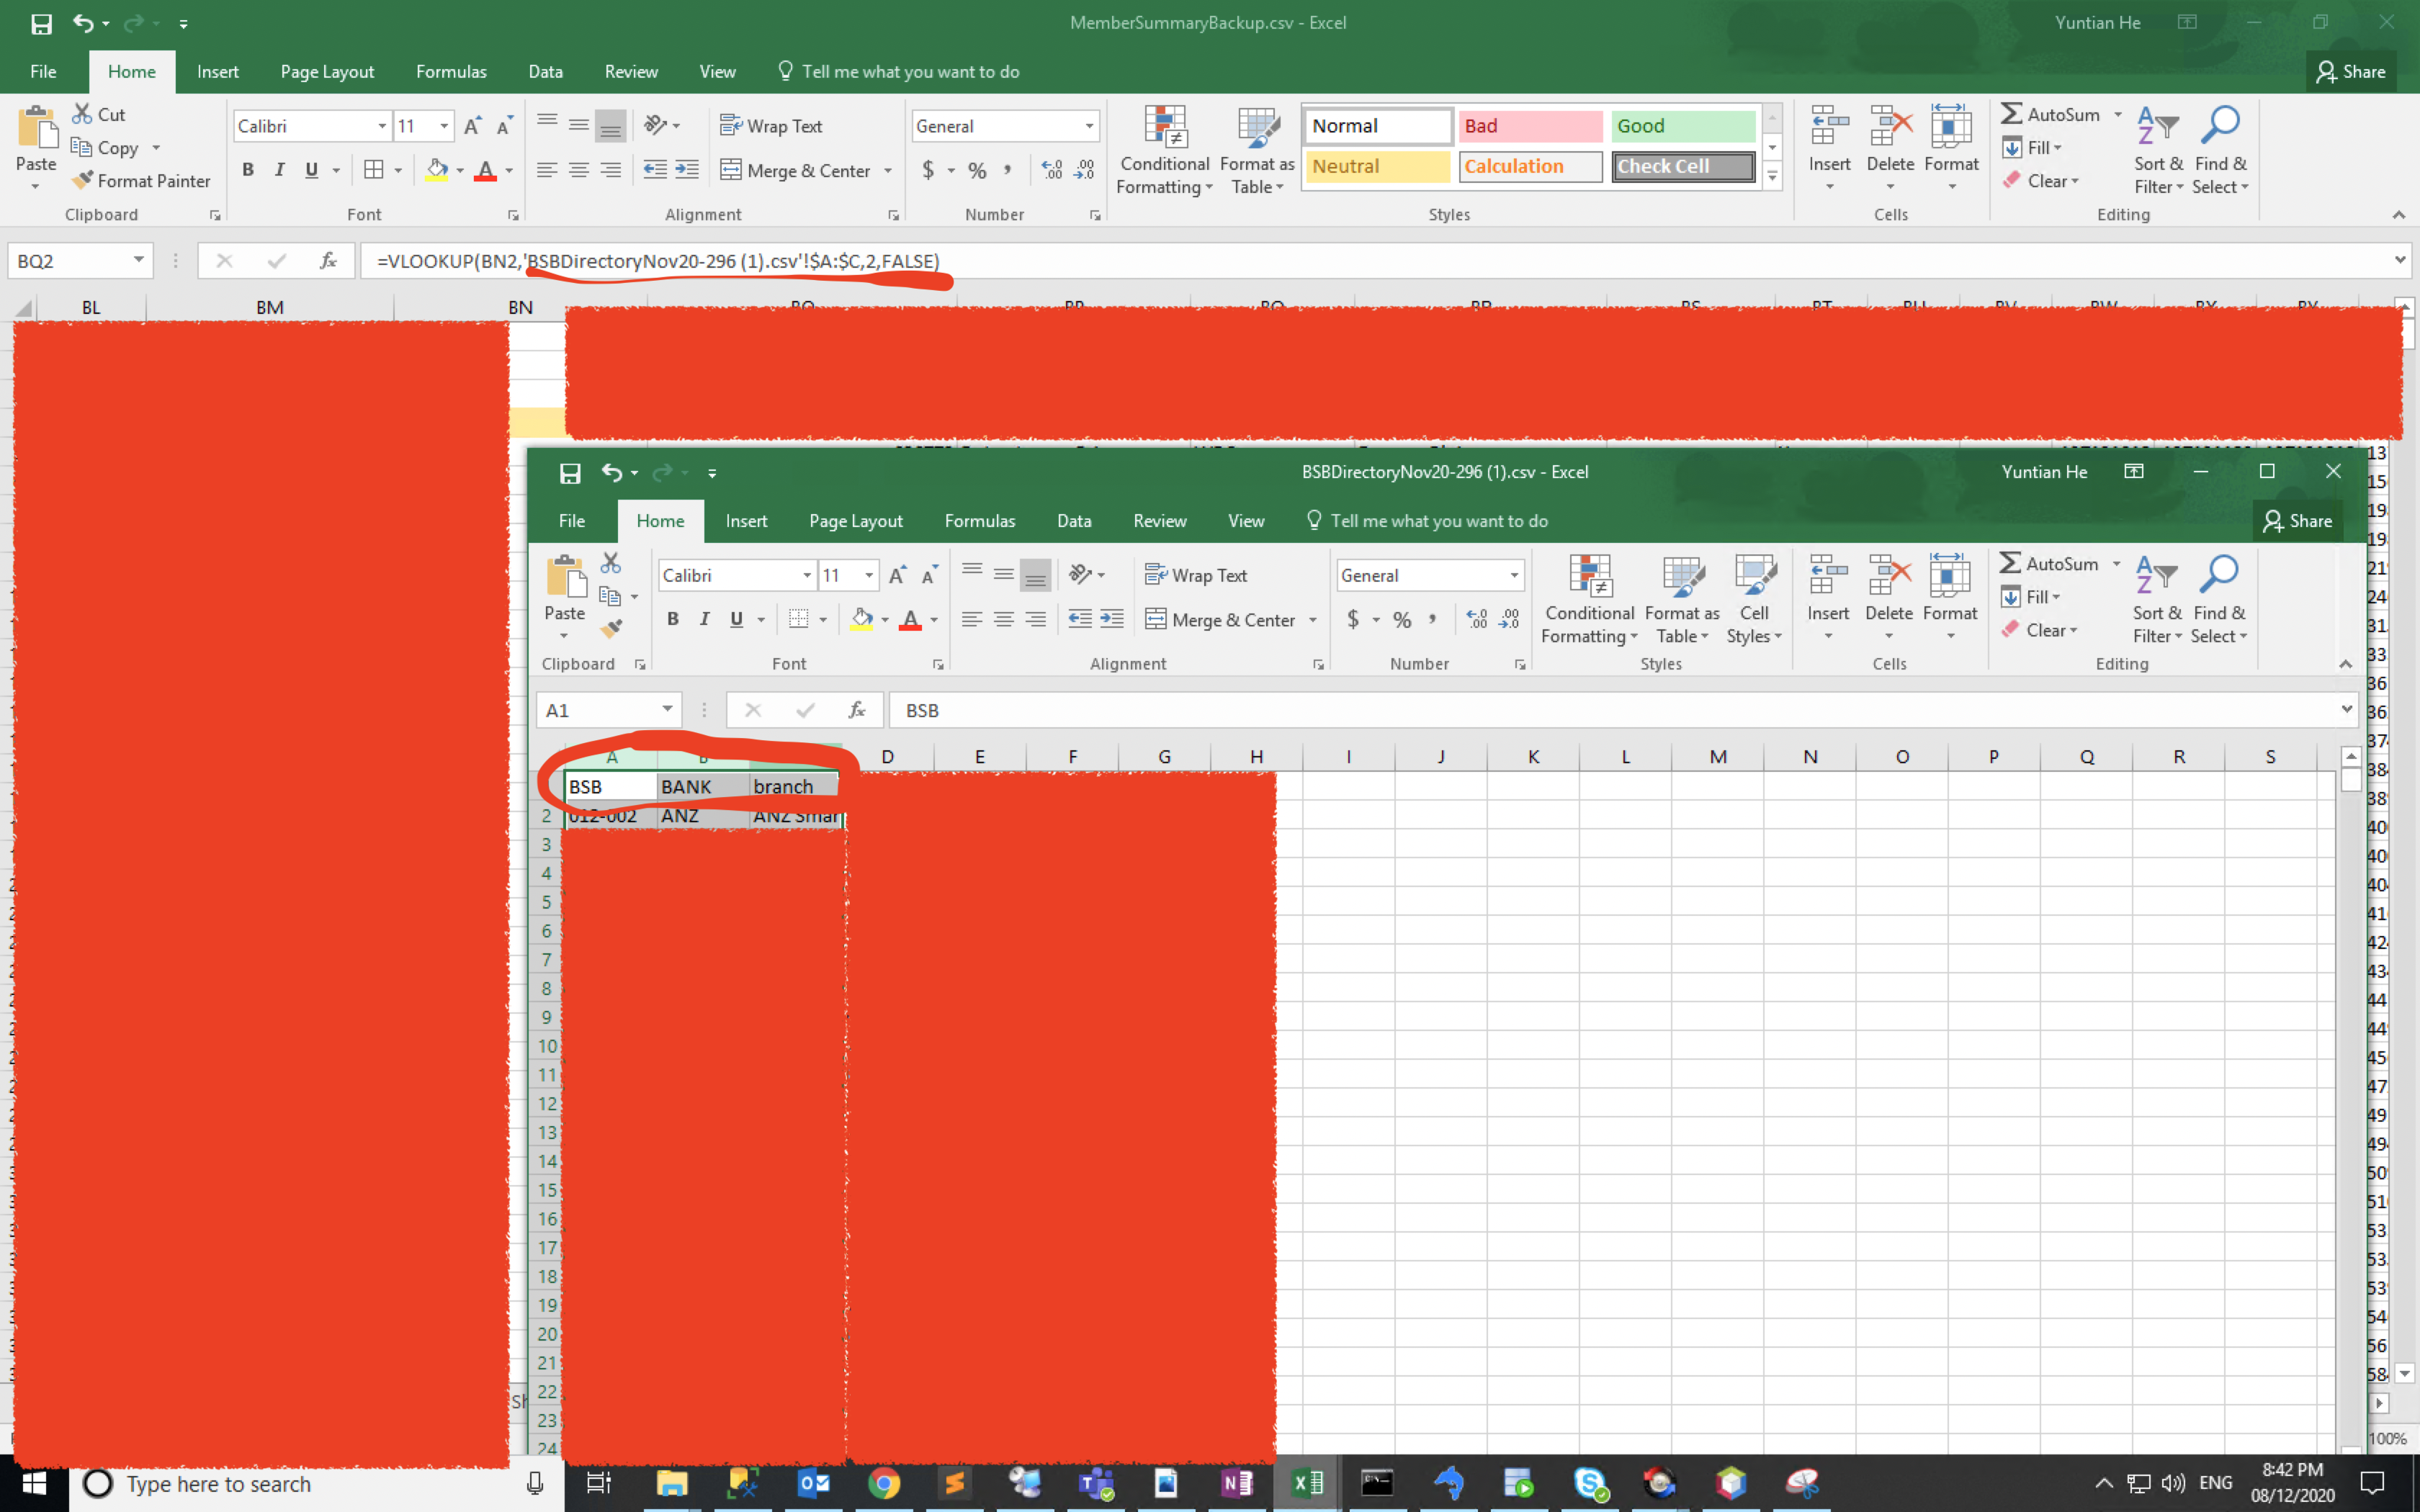 MemberSummaryBackup.csv - Excel
Yuntian He
File Home Insert Page Layout Formulas Data Review View Tell me what you want to do Share
Paste Cut Copy Format Painter
Calibri 11
B I U
Wrap Text
Merge & Center
General
$ % ,
Conditional Formatting Format as Table
Normal Bad Good
Neutral Calculation Check Cell
Insert Delete Format
AutoSum
Fill
Clear
Sort & Filter Find & Select
Clipboard Font Alignment Number Styles Cells Editing
BQ2 fx =VLOOKUP(BN2,'BSBDirectoryNov20-296 (1).csv'!$A:$C,2,FALSE)
BL BM BN
BSBDirectoryNov20-296 (1).csv - Excel
Yuntian He
File Home Insert Page Layout Formulas Data Review View Tell me what you want to do Share
Paste
Calibri 11
B I U
Wrap Text
Merge & Center
General
$ % ,
Conditional Formatting Format as Table Cell Styles
Insert Delete Format
AutoSum
Fill
Clear
Sort & Filter Find & Select
Clipboard Font Alignment Number Styles Cells Editing
A1 fx BSB
A B D E F G H I J K L M N O P Q R S
BSB BANK branch
2 012-002 ANZ ANZ Smar
3
4
5
6
7
8
9
10
11
12
13
14
15
16
17
18
19
20
21
22
23
24
100%
Type here to search
ENG
8:42 PM
08/12/2020